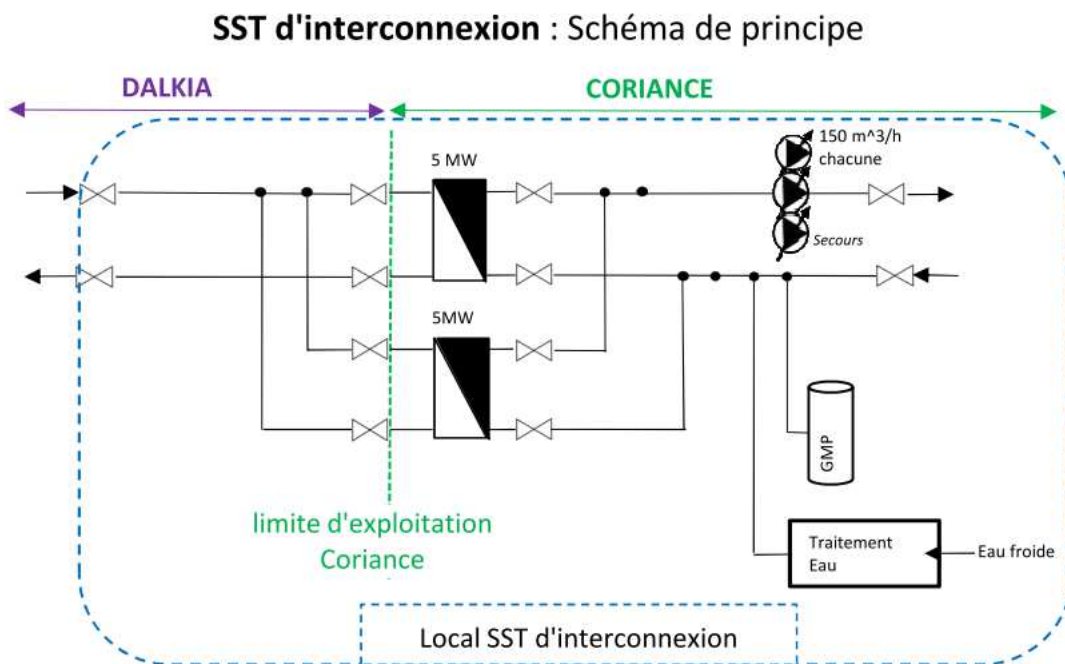 SST d'interconnexion : Schéma de principe
DALKIA
CORIANCE
150 m^3/h
chacune
5 MW
Secours
5MW
GMP
limite d'exploitation
Coriance
Traitement
Eau
Eau froide
Local SST d'interconnexion